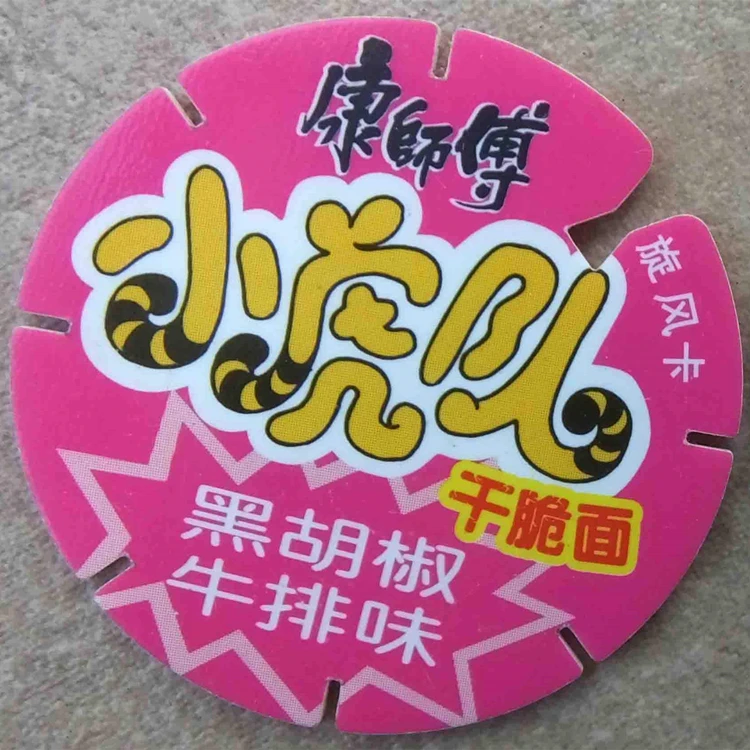 康師傅
小虎队
旋风卡
干脆面
黑胡椒
牛排味